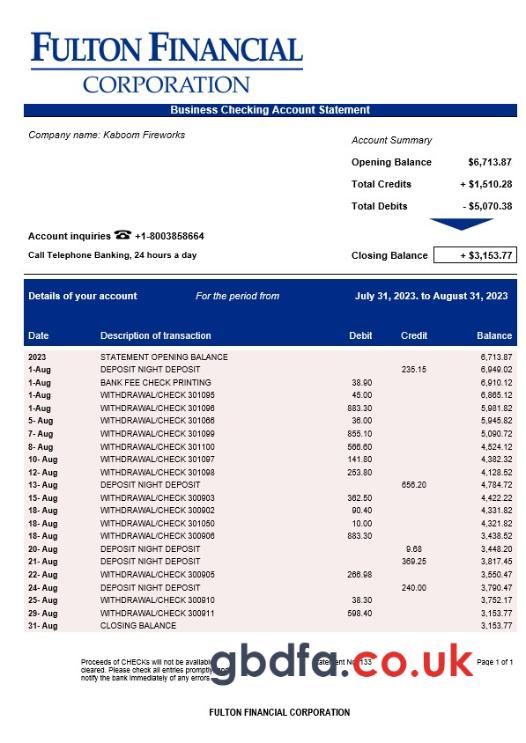 FULTON FINANCIAL
CORPORATION
Business Checking Account Statement
Company name: Kaboom Fireworks
Account Summary
Opening Balance $6,713.87
Total Credits + $1,510.28
Total Debits - $5,070.38
Account inquiries ☎ +1-8003858664
Call Telephone Banking, 24 hours a day
Closing Balance + $3,153.77
Details of your account For the period from July 31, 2023. to August 31, 2023
Date Description of transaction Debit Credit Balance
2023 STATEMENT OPENING BALANCE 6,713.87
1-Aug DEPOSIT NIGHT DEPOSIT 235.15 6,949.02
1-Aug BANK FEE CHECK PRINTING 38.90 6,910.12
1-Aug WITHDRAWAL/CHECK 301095 45.00 6,865.12
1-Aug WITHDRAWAL/CHECK 301096 883.30 5,981.82
5- Aug WITHDRAWAL/CHECK 301066 36.00 5,945.82
7- Aug WITHDRAWAL/CHECK 301099 855.10 5,090.72
8- Aug WITHDRAWAL/CHECK 301100 566.60 4,524.12
10- Aug WITHDRAWAL/CHECK 301097 141.80 4,382.32
12- Aug WITHDRAWAL/CHECK 301098 253.80 4,128.52
13- Aug DEPOSIT NIGHT DEPOSIT 656.20 4,784.72
15- Aug WITHDRAWAL/CHECK 300903 362.50 4,422.22
18- Aug WITHDRAWAL/CHECK 300902 90.40 4,331.82
18- Aug WITHDRAWAL/CHECK 301050 10.00 4,321.82
18- Aug WITHDRAWAL/CHECK 300906 883.30 3,438.52
20- Aug DEPOSIT NIGHT DEPOSIT 9.68 3,448.20
21- Aug DEPOSIT NIGHT DEPOSIT 369.25 3,817.45
22- Aug WITHDRAWAL/CHECK 300905 266.98 3,550.47
24- Aug DEPOSIT NIGHT DEPOSIT 240.00 3,790.47
25- Aug WITHDRAWAL/CHECK 300910 38.30 3,752.17
29- Aug WITHDRAWAL/CHECK 300911 598.40 3,153.77
31- Aug CLOSING BALANCE 3,153.77
Proceeds of CHECKs will not be
cleared. Please check all entries
notify the bank immediately of any errors
133
Page 1 of 1
gbdfa.co.uk
FULTON FINANCIAL CORPORATION